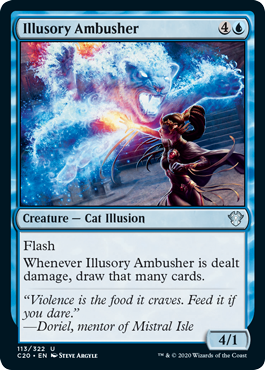 Illusory Ambusher 4
Creature — Cat Illusion
Flash
Whenever Illusory Ambusher is dealt
damage, draw that many cards.
“Violence is the food it craves. Feed it if
you dare.”
—Doriel, mentor of Mistral Isle
4/1
113/322 U
C20 • EN STEVE ARGYLE
™ & © 2020 Wizards of the Coast